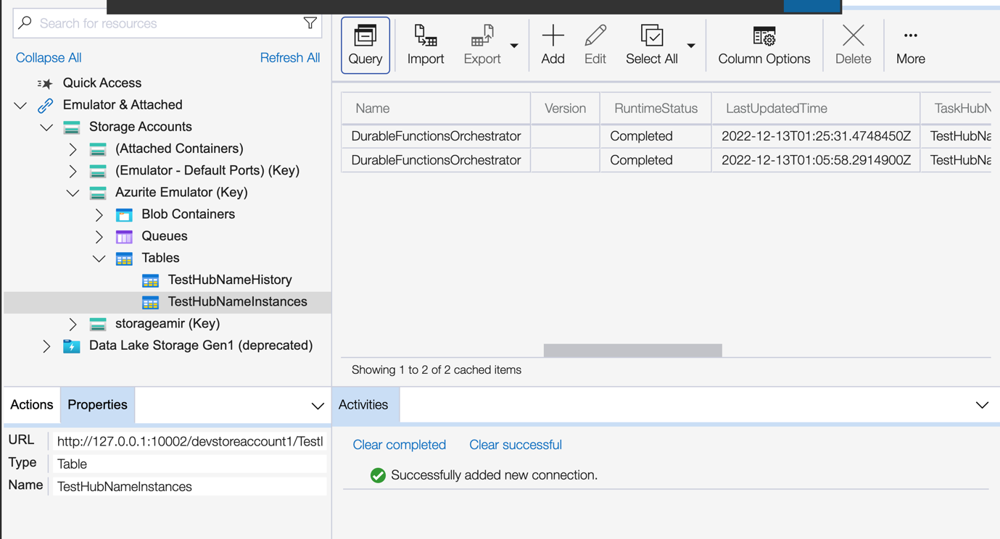 Search for resources
Collapse All Refresh All
Quick Access
Emulator & Attached
Storage Accounts
(Attached Containers)
(Emulator - Default Ports) (Key)
Azurite Emulator (Key)
Blob Containers
Queues
Tables
TestHubNameHistory
TestHubNameInstances
storageamir (Key)
Data Lake Storage Gen1 (deprecated)
Actions Properties
URL http://127.0.0.1:10002/devstoreaccount1/Testl
Type Table
Name TestHubNameInstances
Query Import Export Add Edit Select All Column Options Delete More
Name Version RuntimeStatus LastUpdatedTime TaskHubN
DurableFunctionsOrchestrator Completed 2022-12-13T01:25:31.4748450Z TestHubNa
DurableFunctionsOrchestrator Completed 2022-12-13T01:05:58.2914900Z TestHubNa
Showing 1 to 2 of 2 cached items
Activities
Clear completed Clear successful
Successfully added new connection.